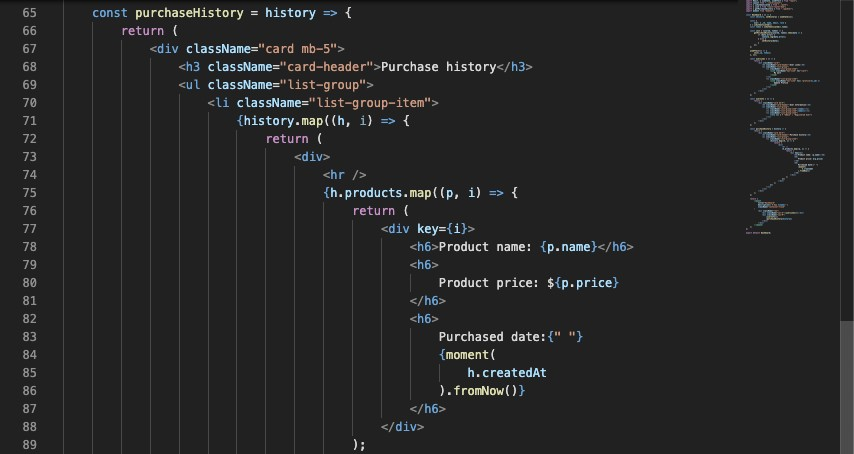 65 const purchaseHistory = history => {
66 return (
67 <div className="card mb-5">
68 <h3 className="card-header">Purchase history</h3>
69 <ul className="list-group">
70 <li className="list-group-item">
71 {history.map((h, i) => {
72 return (
73 <div>
74 <hr />
75 {h.products.map((p, i) => {
76 return (
77 <div key={i}>
78 <h6>Product name: {p.name}</h6>
79 <h6>
80 Product price: ${p.price}
81 </h6>
82 <h6>
83 Purchased date:{" "}
84 {moment(
85 h.createdAt
86 ).fromNow()}
87 </h6>
88 </div>
89 );